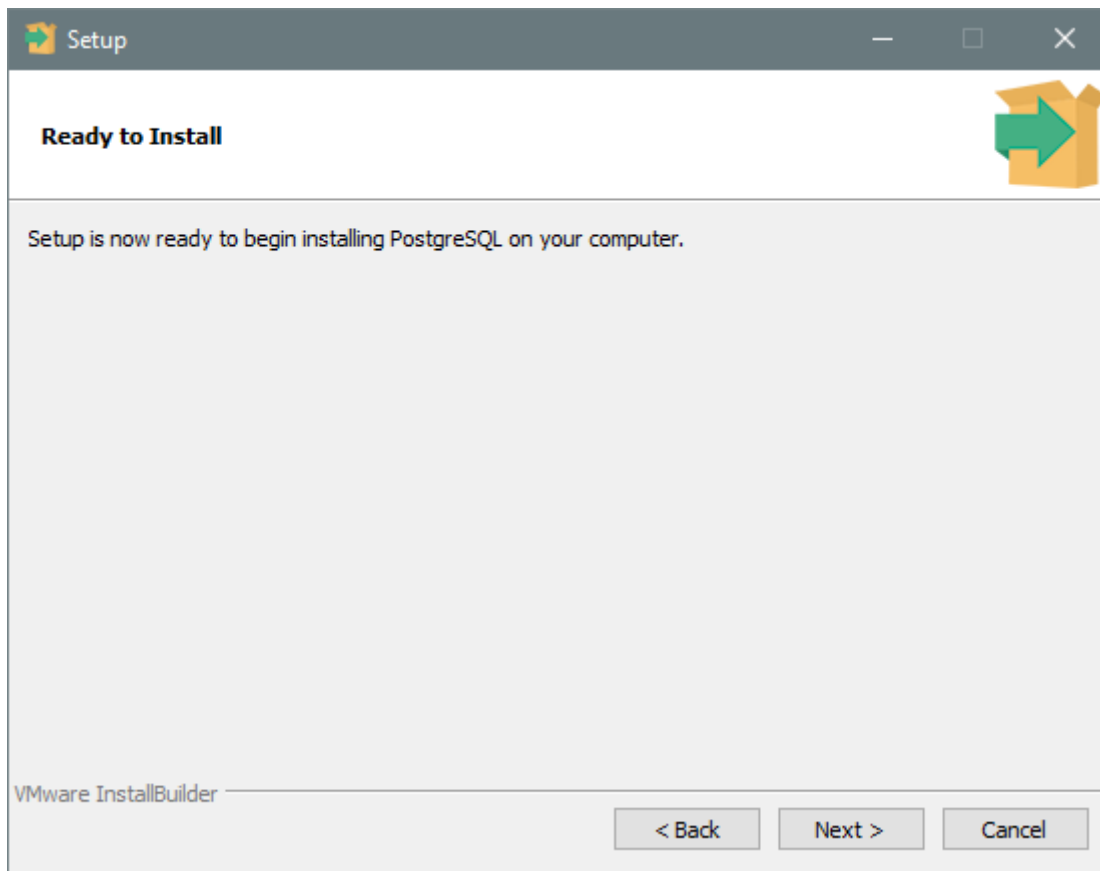 Setup
Ready to Install
Setup is now ready to begin installing PostgreSQL on your computer.
VMware InstallBuilder
< Back
Next >
Cancel